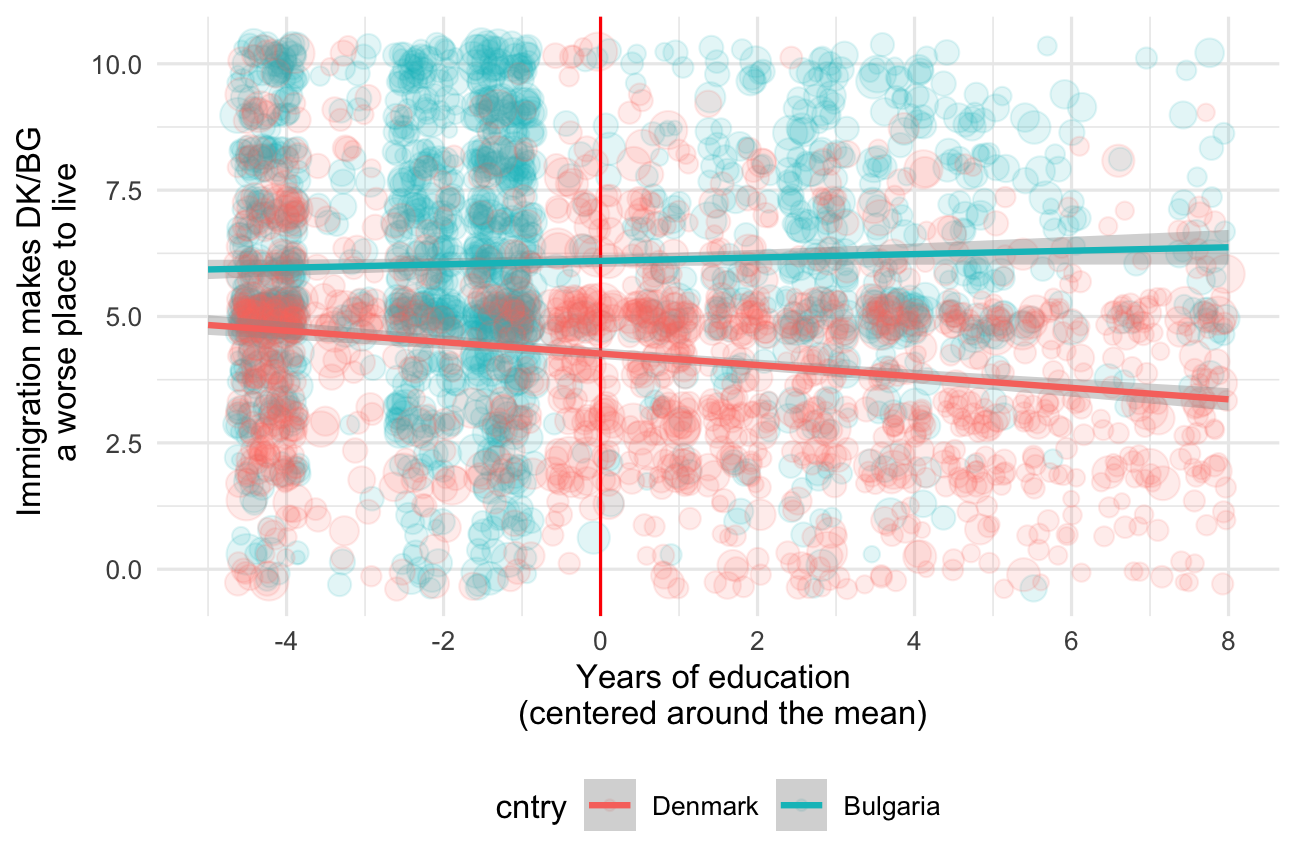 Immigration makes DK/BG
a worse place to live
10.0
7.5
5.0
2.5
0.0
-4 -2 0 2 4 6 8
Years of education
(centered around the mean)
cntry Denmark Bulgaria